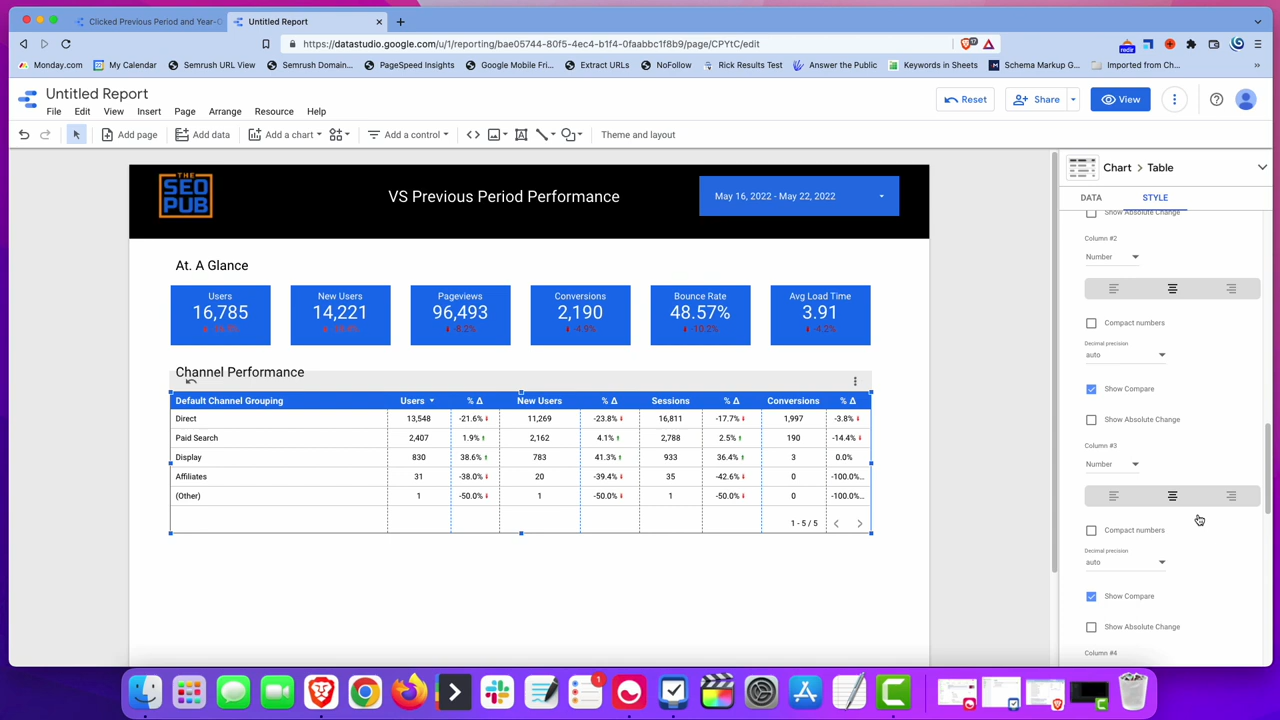 Clicked Previous Period and Year-O
Untitled Report
https://datastudio.google.com/u/1/reporting/bae05744-80f5-4ec4-b1f4-0faabbc1f8b9/page/CPYtC/edit
Monday.com
My Calendar
Semrush URL View
Semrush Domain...
PageSpeed Insights
Google Mobile Fri...
Extract URLs
NoFollow
Rick Results Test
Answer the Public
Keywords in Sheets
Schema Markup G...
Imported from Ch...
Untitled Report
File Edit View Insert Page Arrange Resource Help
Reset
Share
View
Add page
Add data
Add a chart
Add a control
Theme and layout
THE SEO PUB
VS Previous Period Performance
May 16, 2022 - May 22, 2022
At. A Glance
Users New Users Pageviews Conversions Bounce Rate Avg Load Time
16,785 14,221 96,493 2,190 48.57% 3.91
-8.2% -4.9% -10.2% -4.2%
Channel Performance
Default Channel Grouping Users % Δ New Users % Δ Sessions % Δ Conversions % Δ
Direct 13,548 -21.6% 11,269 -23.8% 16,811 -17.7% 1,997 -3.8%
Paid Search 2,407 1.9% 2,162 4.1% 2,788 2.5% 190 -14.4%
Display 830 38.6% 783 41.3% 933 36.4% 3 0.0%
Affiliates 31 -38.0% 20 -39.4% 35 -42.6% 0 -100.0%...
(Other) 1 -50.0% 1 -50.0% 1 -50.0% 0 -100.0%...
1 - 5 / 5
Chart > Table
DATA STYLE
Show Absolute Change
Column #2
Number
Compact numbers
Decimal precision
auto
Show Compare
Show Absolute Change
Column #3
Number
Compact numbers
Decimal precision
auto
Show Compare
Show Absolute Change
Column #4